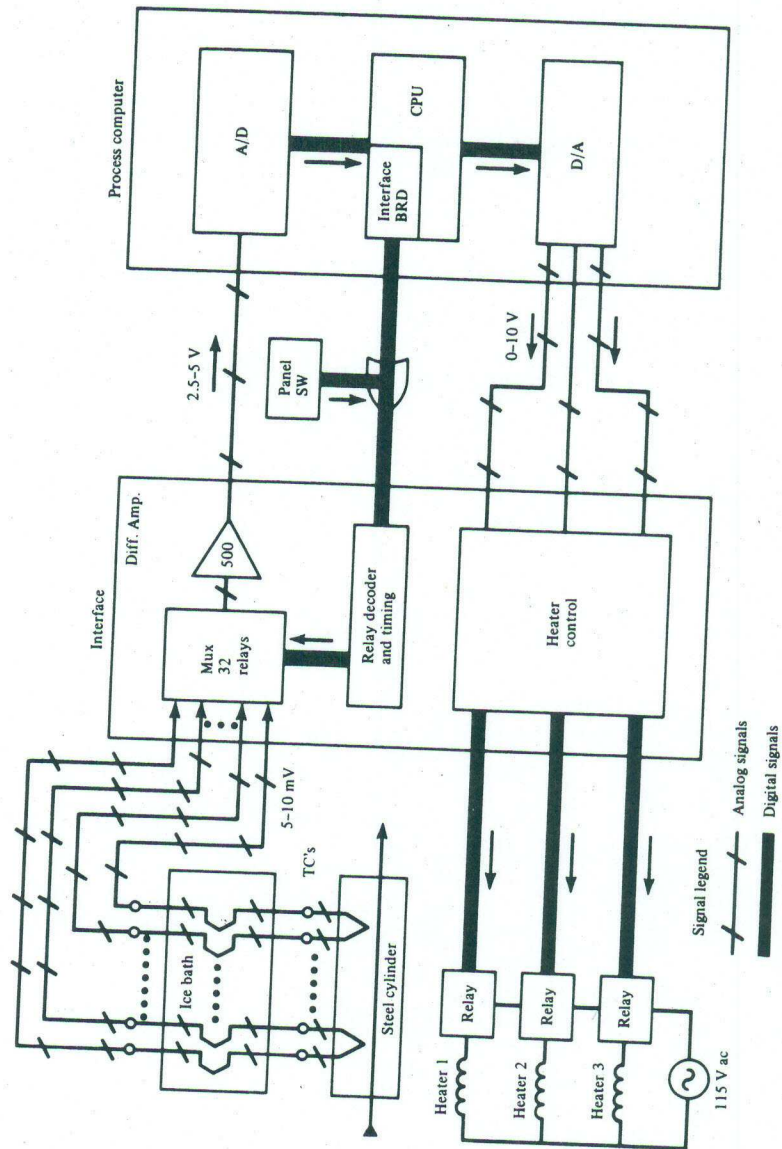 Process computer
A/D
CPU
Interface
BRD
D/A
2.5–5 V
Panel
SW
0–10 V
Interface
Diff. Amp.
500
Mux
32
relays
Relay decoder
and timing
Heater
control
5–10 mV
TC's
Ice bath
Steel cylinder
Relay
Relay
Relay
Heater 1
Heater 2
Heater 3
115 V ac
Signal legend
Analog signals
Digital signals